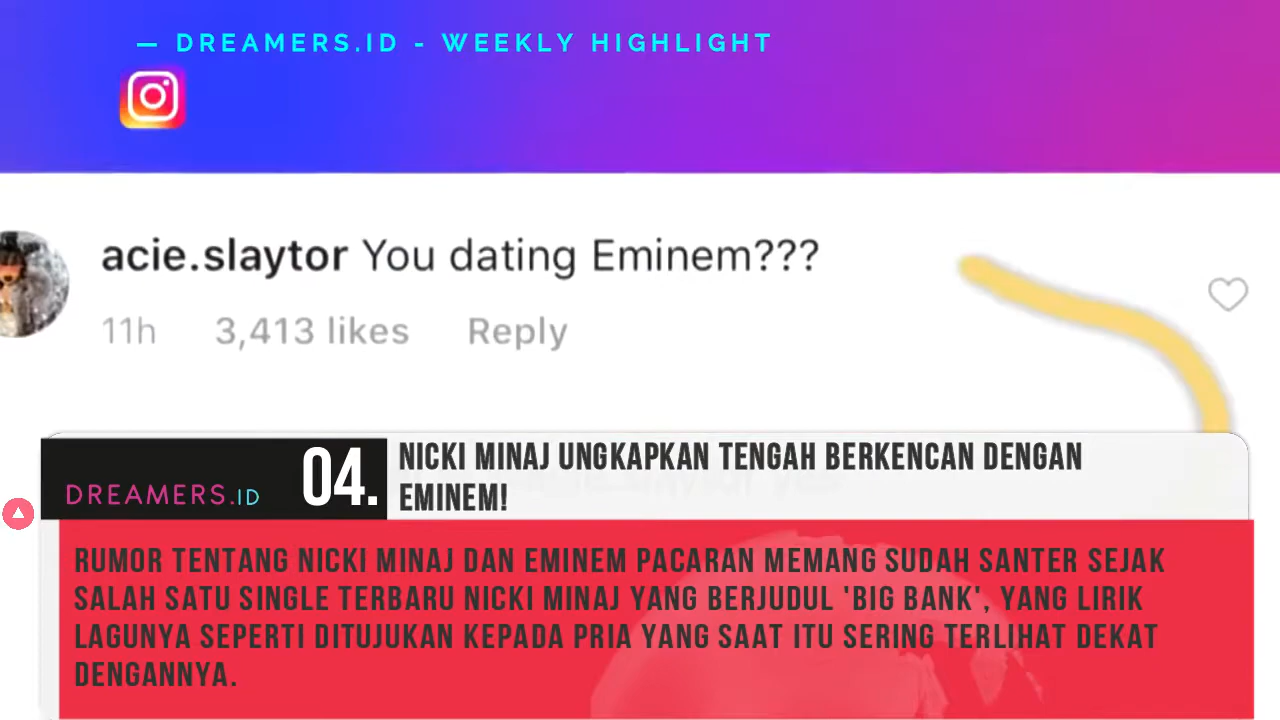 — DREAMERS.ID - WEEKLY HIGHLIGHT
acie.slaytor You dating Eminem???
11h 3,413 likes Reply
DREAMERS.ID 04.
NICKI MINAJ UNGKAPKAN TENGAH BERKENCAN DENGAN
EMINEM!
RUMOR TENTANG NICKI MINAJ DAN EMINEM PACARAN MEMANG SUDAH SANTER SEJAK
SALAH SATU SINGLE TERBARU NICKI MINAJ YANG BERJUDUL 'BIG BANK', YANG LIRIK
LAGUNYA SEPERTI DITUJUKAN KEPADA PRIA YANG SAAT ITU SERING TERLIHAT DEKAT
DENGANNYA.